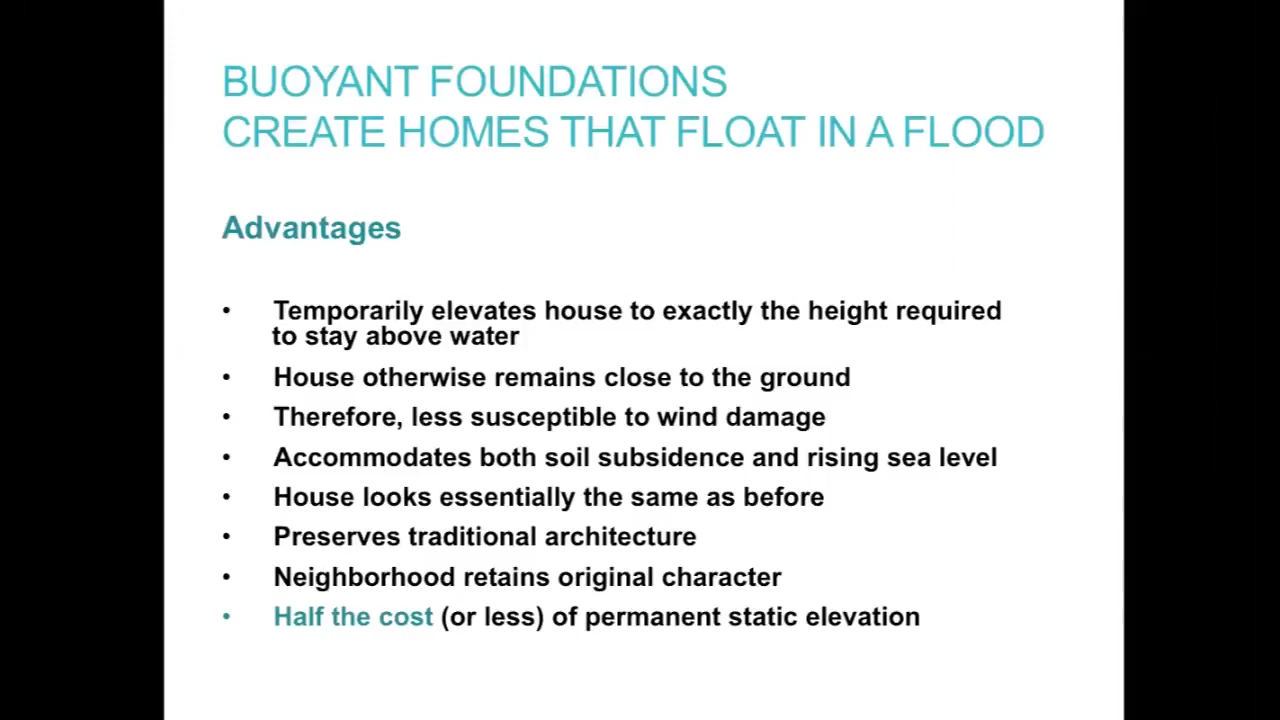 BUOYANT FOUNDATIONS
CREATE HOMES THAT FLOAT IN A FLOOD
Advantages
• Temporarily elevates house to exactly the height required
to stay above water
• House otherwise remains close to the ground
• Therefore, less susceptible to wind damage
• Accommodates both soil subsidence and rising sea level
• House looks essentially the same as before
• Preserves traditional architecture
• Neighborhood retains original character
• Half the cost (or less) of permanent static elevation